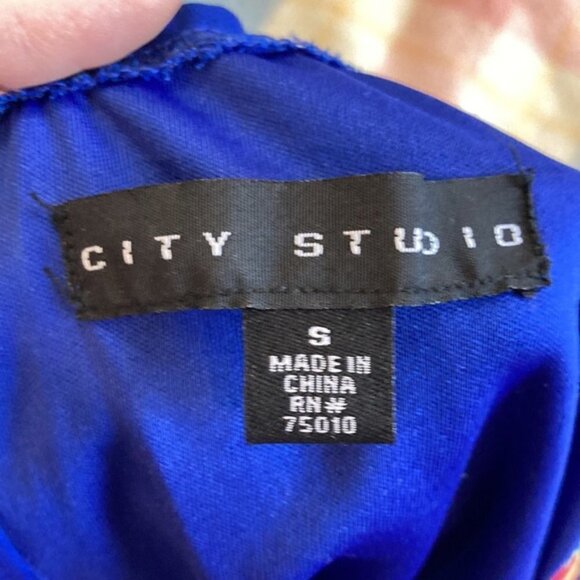 CITY STUDIO
S
MADE IN
CHINA
RN#
75010